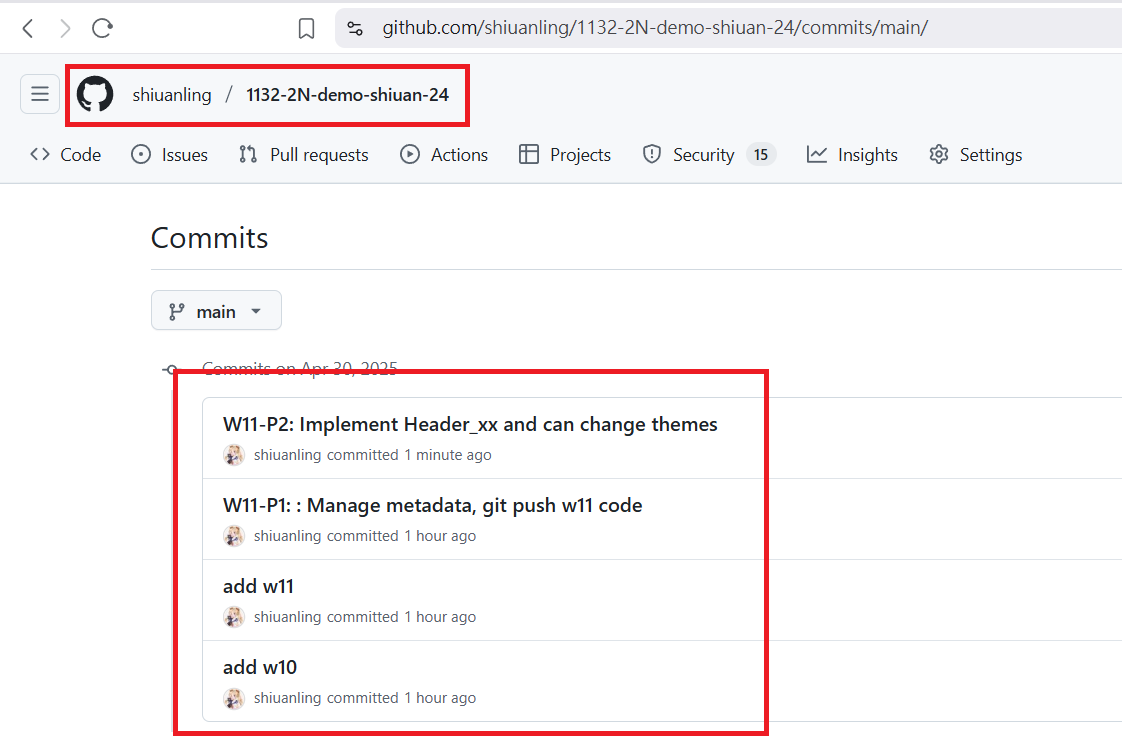 github.com/shiuanling/1132-2N-demo-shiuan-24/commits/main/
shiuanling / 1132-2N-demo-shiuan-24
Code Issues Pull requests Actions Projects Security 15 Insights Settings
Commits
main
Commits on Apr 30, 2025
W11-P2: Implement Header_xx and can change themes
shiuanling committed 1 minute ago
W11-P1: : Manage metadata, git push w11 code
shiuanling committed 1 hour ago
add w11
shiuanling committed 1 hour ago
add w10
shiuanling committed 1 hour ago